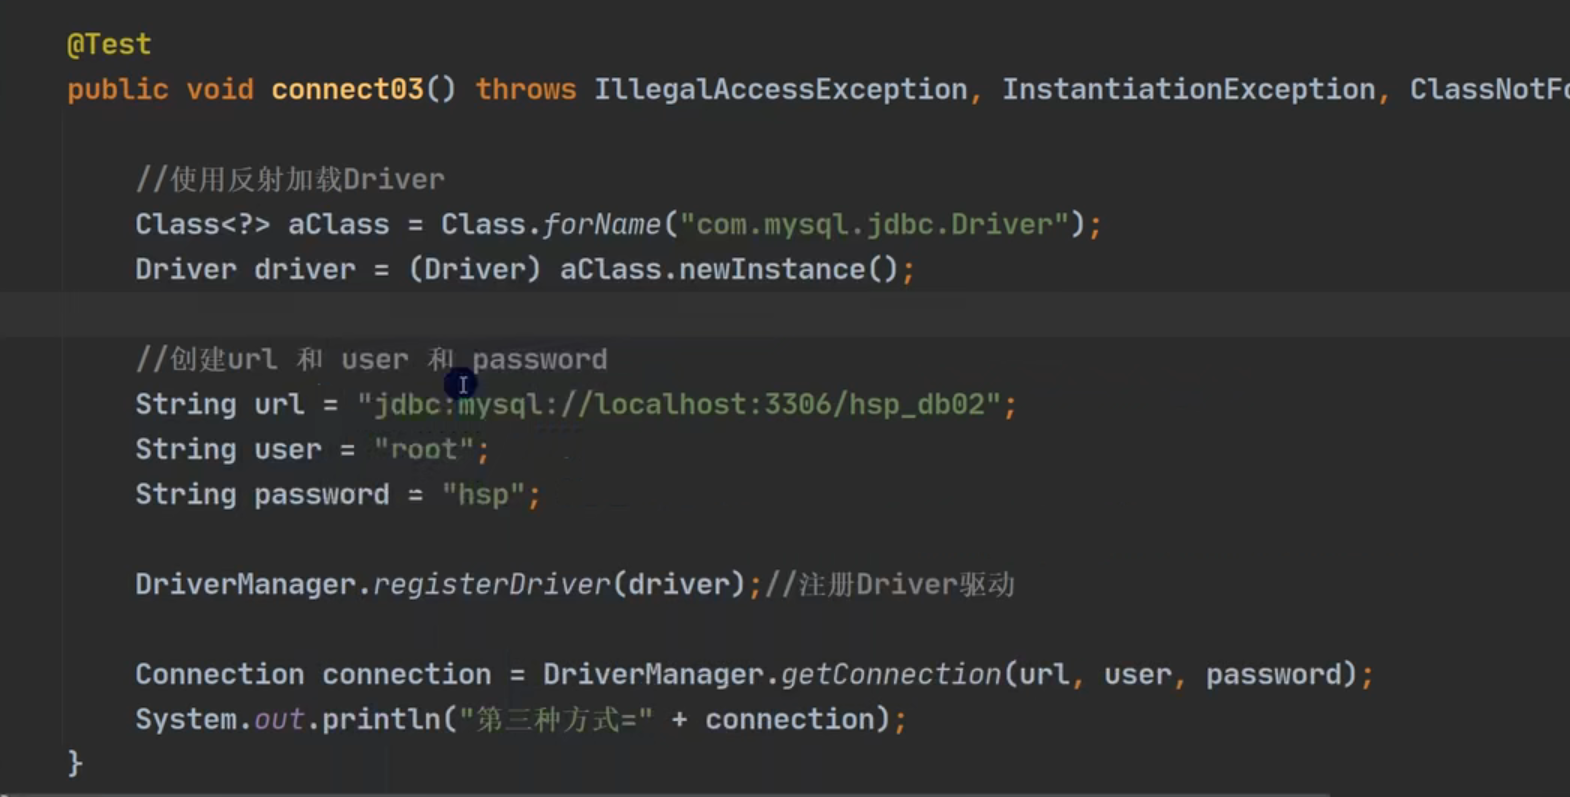 @Test
public void connect03() throws IllegalAccessException, InstantiationException,
//使用反射加载Driver
Class<?> aClass = Class.forName("com.mysql.jdbc.Driver");
Driver driver = (Driver) aClass.newInstance();
//创建url 和 user 和 password
String url = "jdbc:mysql://localhost:3306/hsp_db02";
String user = "root";
String password = "hsp";
DriverManager.registerDriver(driver);//注册Driver驱动
Connection connection = DriverManager.getConnection(url, user, password);
System.out.println("第三种方式=" + connection);
}